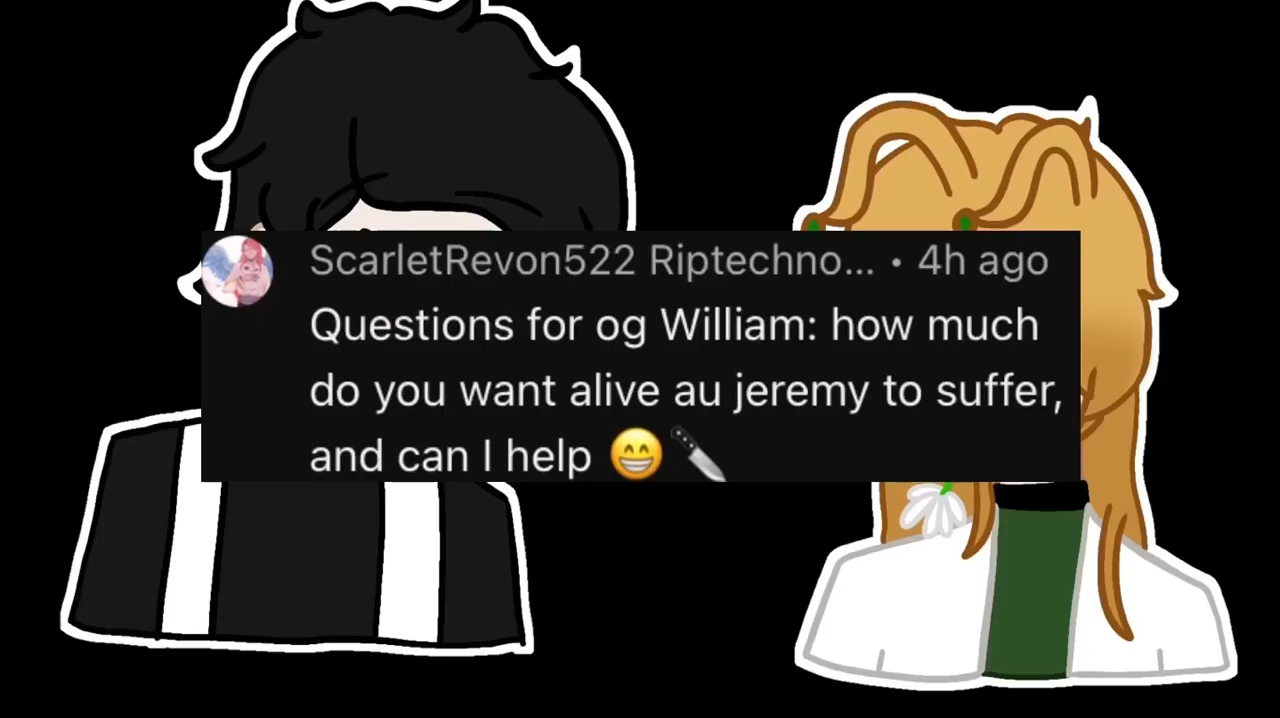 ScarletRevon522 Riptechno... • 4h ago
Questions for og William: how much
do you want alive au jeremy to suffer,
and can I help 😁🔪